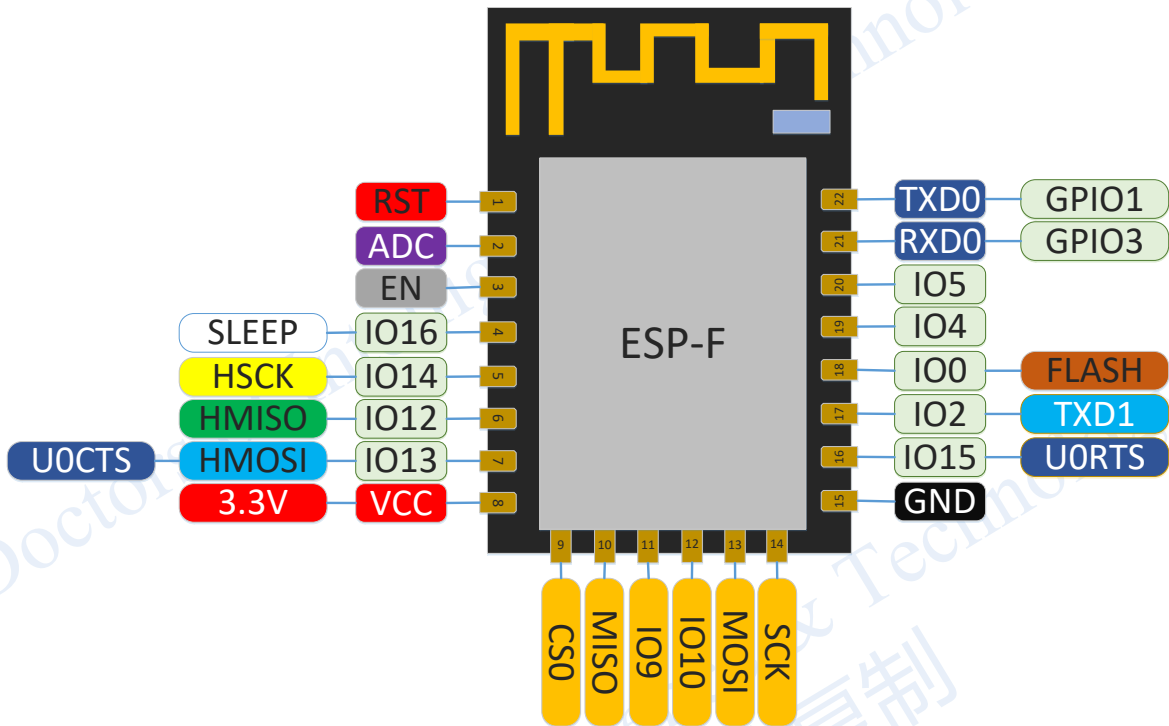 RST 1 22 TXD0 GPIO1
ADC 2 21 RXD0 GPIO3
EN 3 20 IO5
SLEEP IO16 4 19 IO4
HSCK IO14 5 ESP-F 18 IO0 FLASH
HMISO IO12 6 17 IO2 TXD1
U0CTS HMOSI IO13 7 16 IO15 U0RTS
3.3V VCC 8 15 GND
9 10 11 12 13 14
CS0 MISO IO9 IO10 MOSI SCK
Doctors
& Technol
制